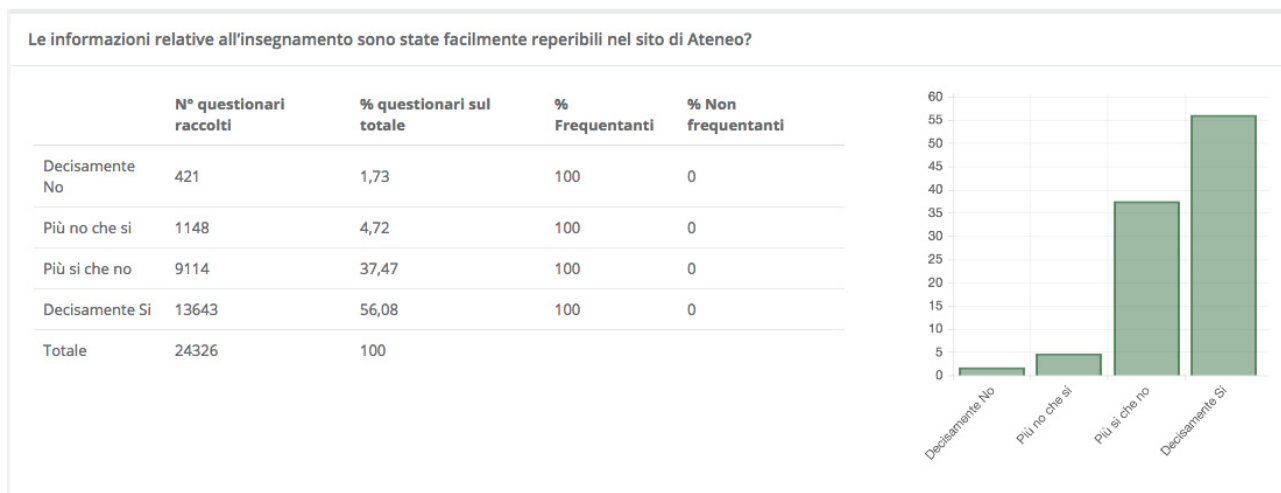 Le informazioni relative all'insegnamento sono state facilmente reperibili nel sito di Ateneo?
N° questionari raccolti % questionari sul totale % Frequentanti % Non frequentanti
Decisamente No 421 1,73 100 0
Più no che si 1148 4,72 100 0
Più si che no 9114 37,47 100 0
Decisamente Si 13643 56,08 100 0
Totale 24326 100
60
55
50
45
40
35
30
25
20
15
10
5
0
Decisamente No
Più no che si
Più si che no
Decisamente Si